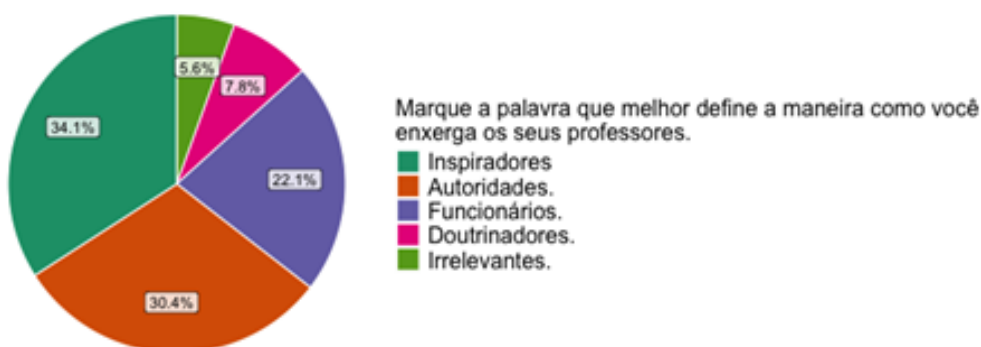 5.6%
7.8%
34.1%
22.1%
30.4%
Marque a palavra que melhor define a maneira como você
enxerga os seus professores.
Inspiradores
Autoridades.
Funcionários.
Doutrinadores.
Irrelevantes.